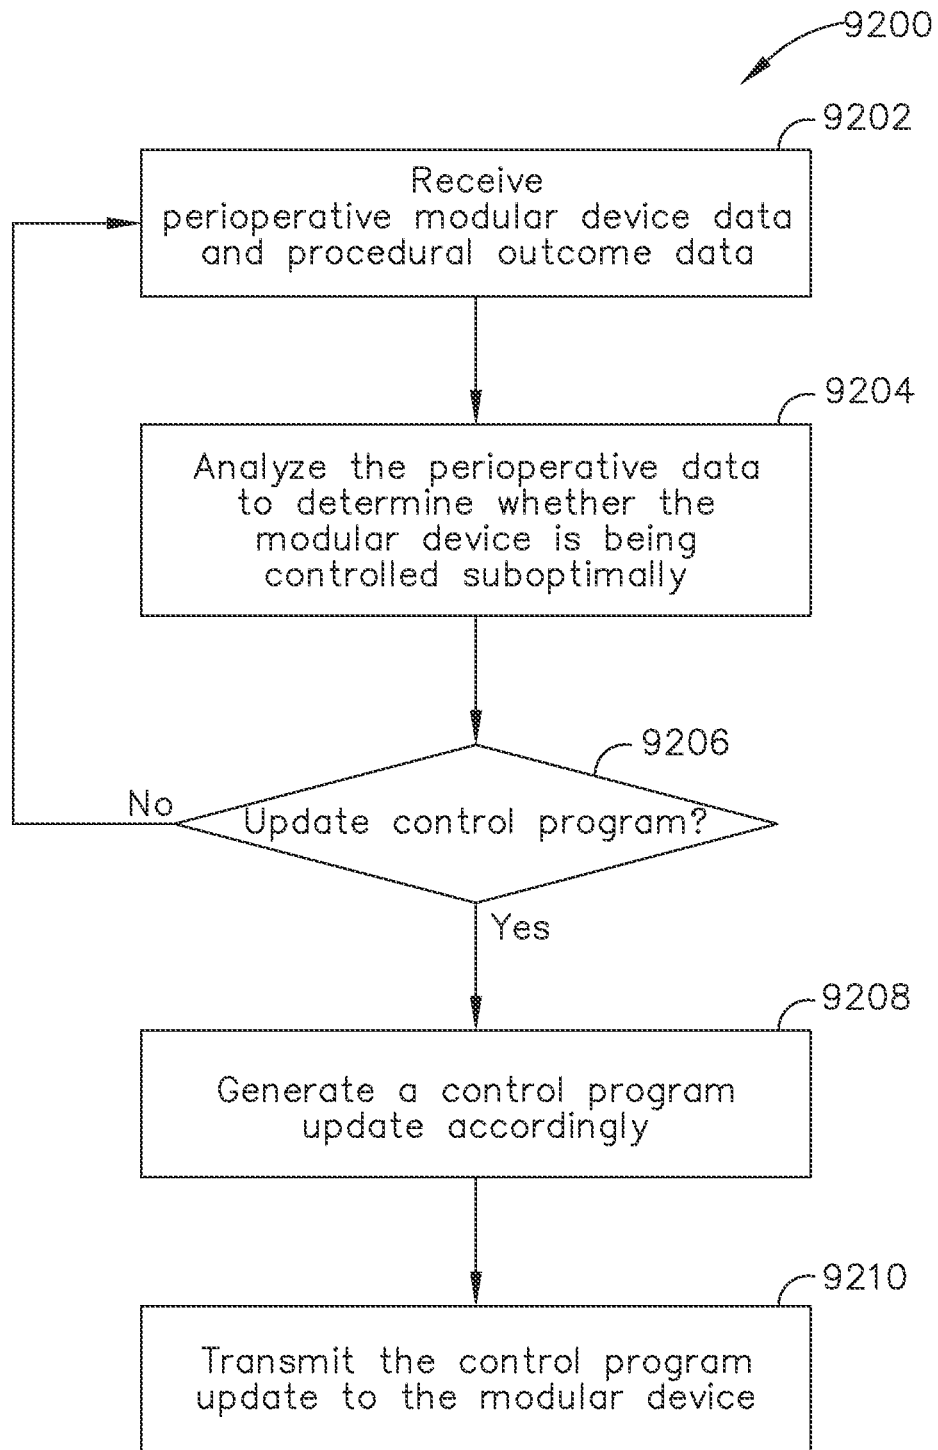 9200
9202
Receive
perioperative modular device data
and procedural outcome data
9204
Analyze the perioperative data
to determine whether the
modular device is being
controlled suboptimally
9206
No
Update control program?
Yes
9208
Generate a control program
update accordingly
9210
Transmit the control program
update to the modular device